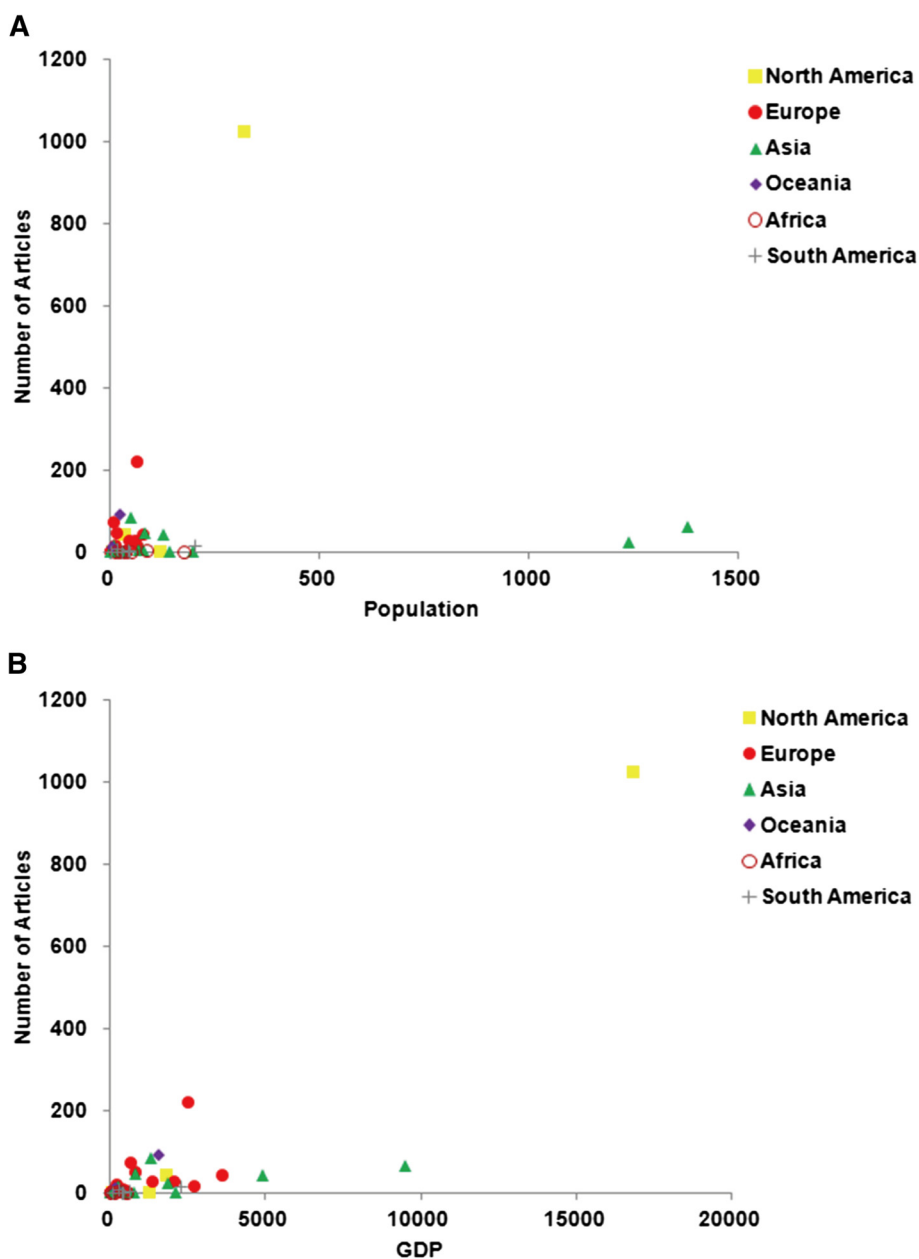 A
1200
1000
800
600
400
200
0
0 500 1000 1500
Number of Articles
Population
North America
Europe
Asia
Oceania
Africa
South America
B
1200
1000
800
600
400
200
0
0 5000 10000 15000 20000
Number of Articles
GDP
North America
Europe
Asia
Oceania
Africa
South America